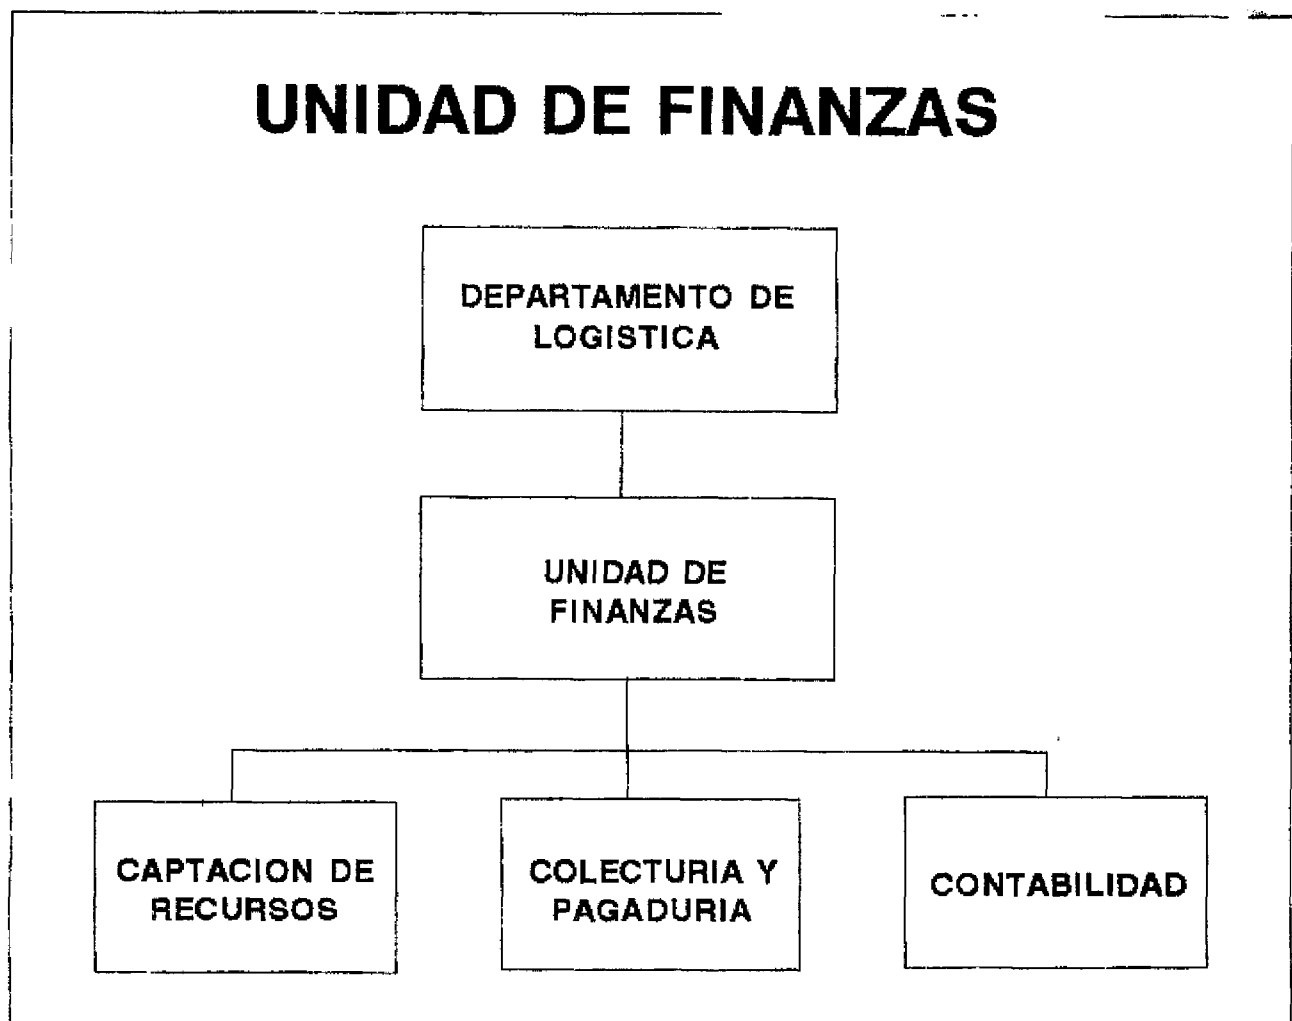 UNIDAD DE FINANZAS
DEPARTAMENTO DE
LOGISTICA
UNIDAD DE
FINANZAS
CAPTACION DE
RECURSOS
COLECTURIA Y
PAGADURIA
CONTABILIDAD